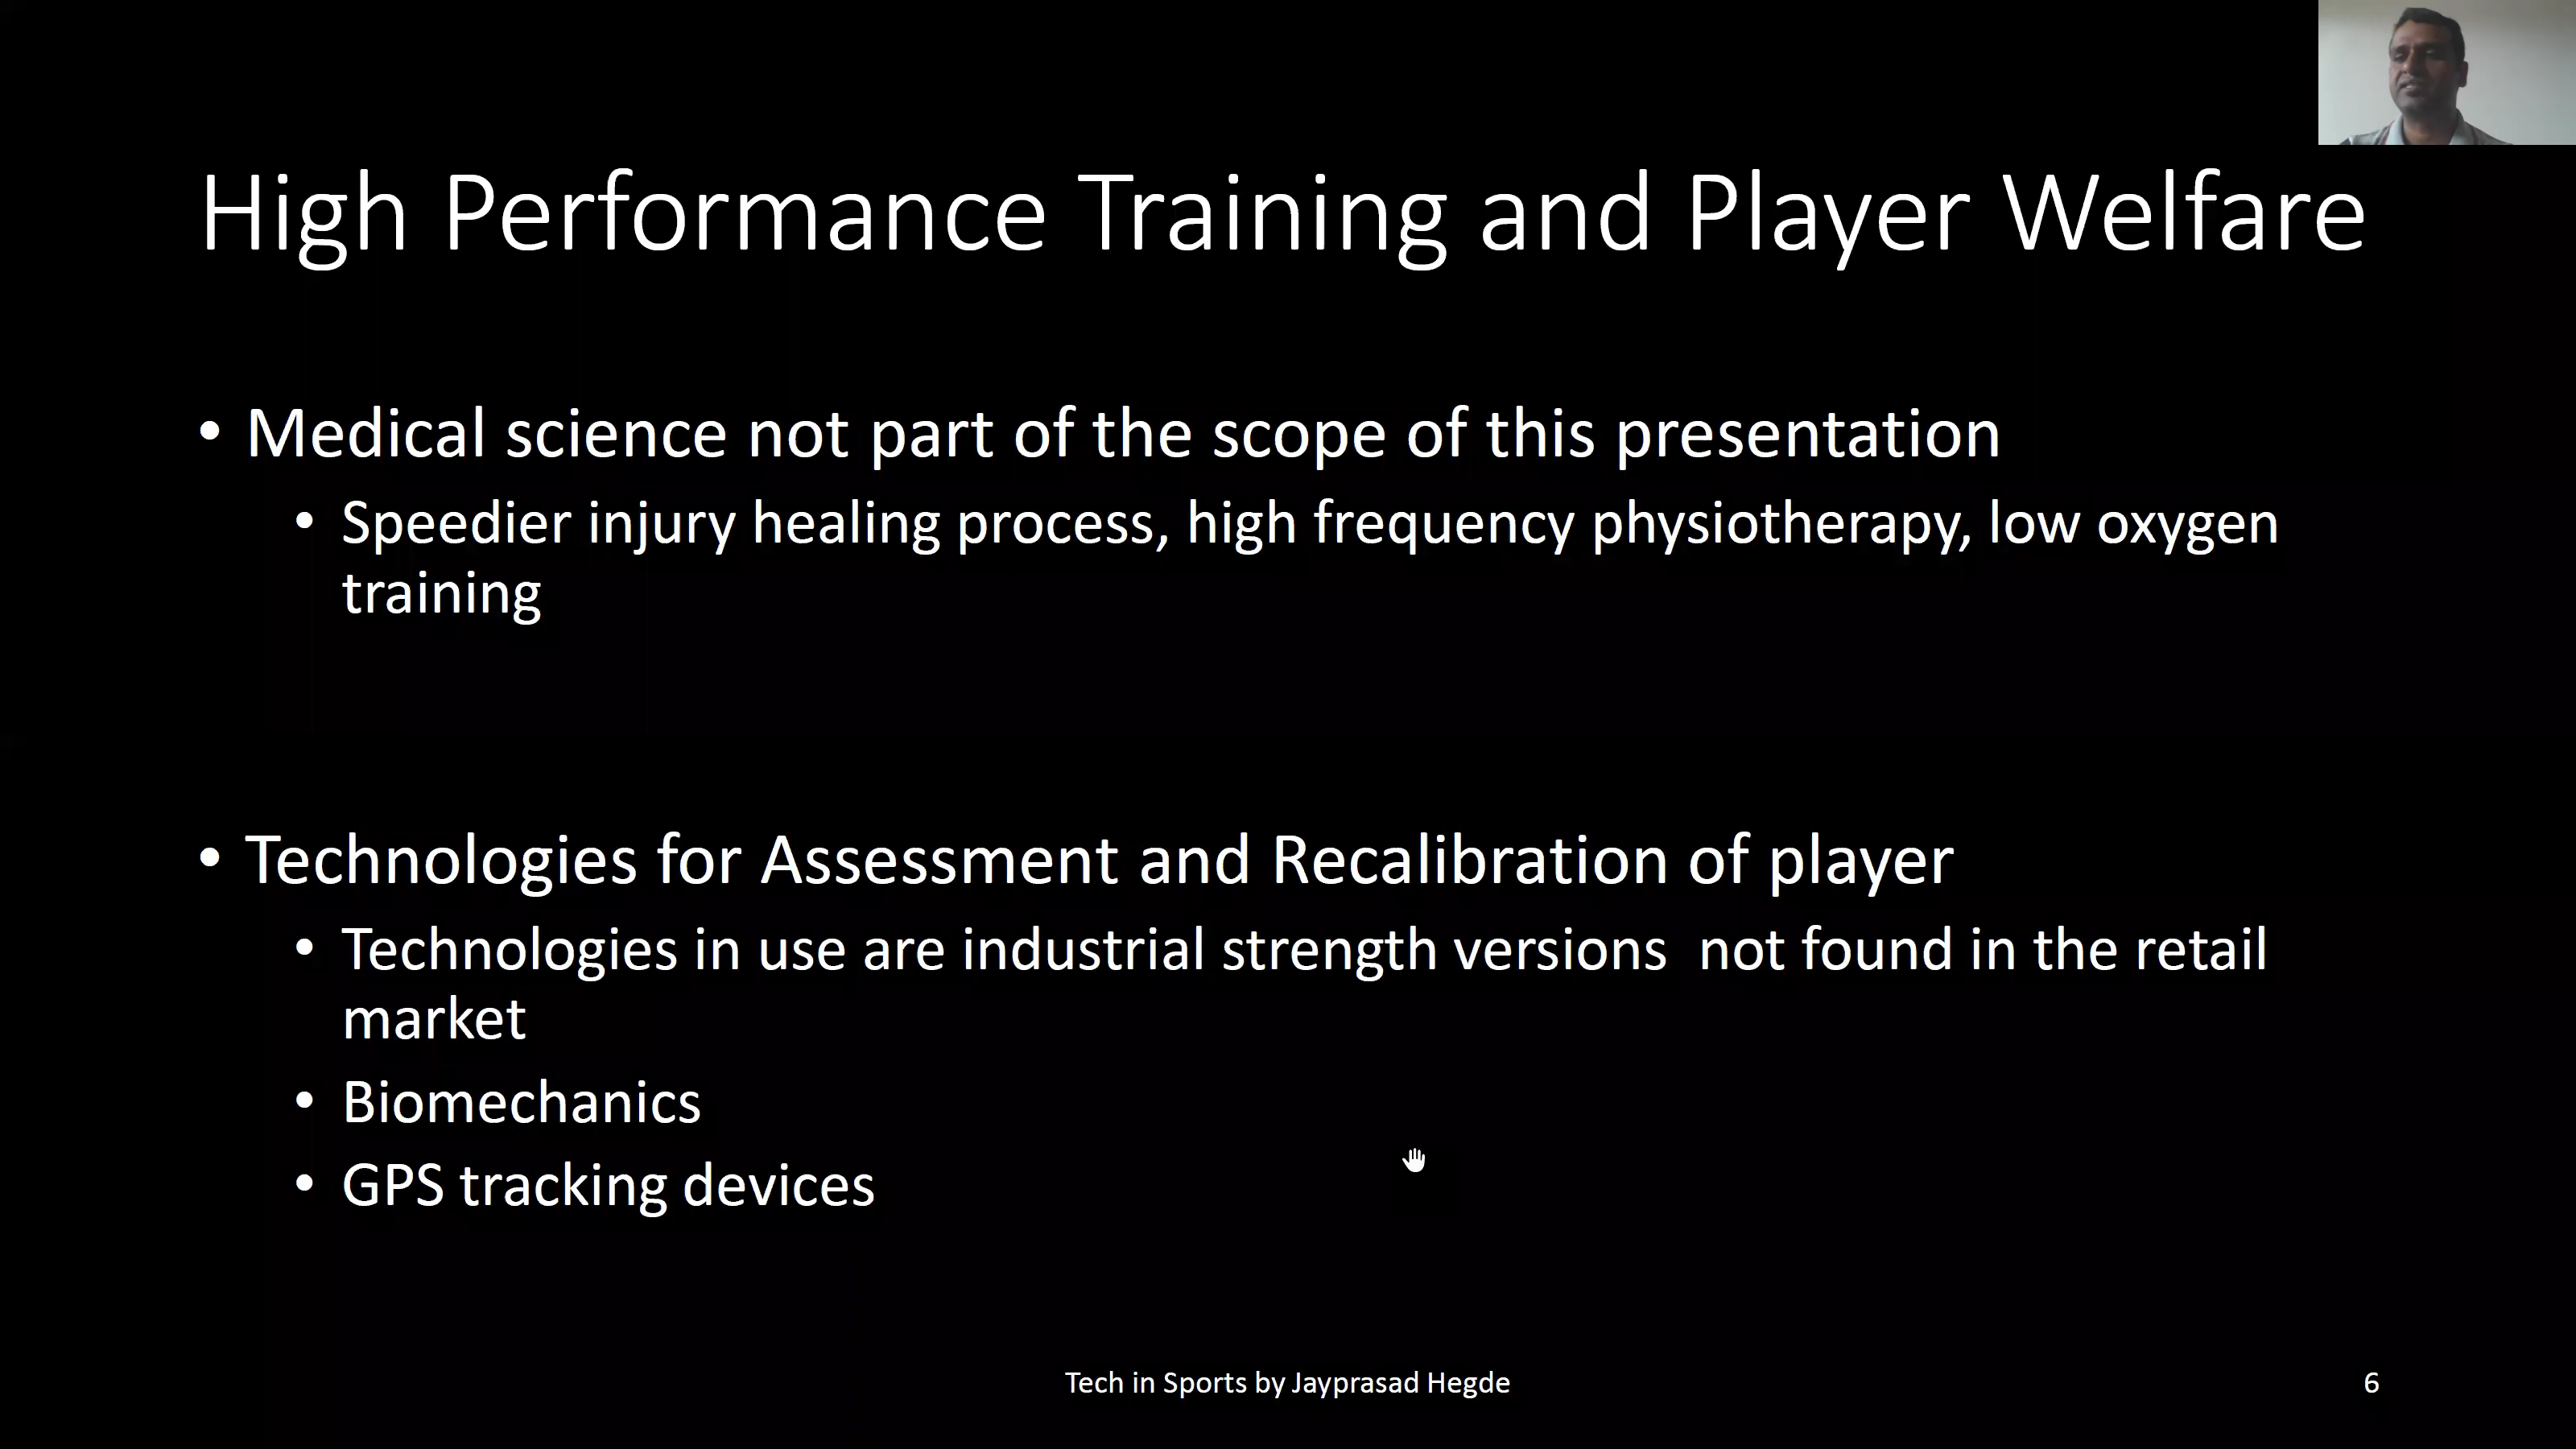 High Performance Training and Player Welfare
• Medical science not part of the scope of this presentation
• Speedier injury healing process, high frequency physiotherapy, low oxygen
training
• Technologies for Assessment and Recalibration of player
• Technologies in use are industrial strength versions  not found in the retail
market
• Biomechanics
• GPS tracking devices
Tech in Sports by Jayprasad Hegde
6